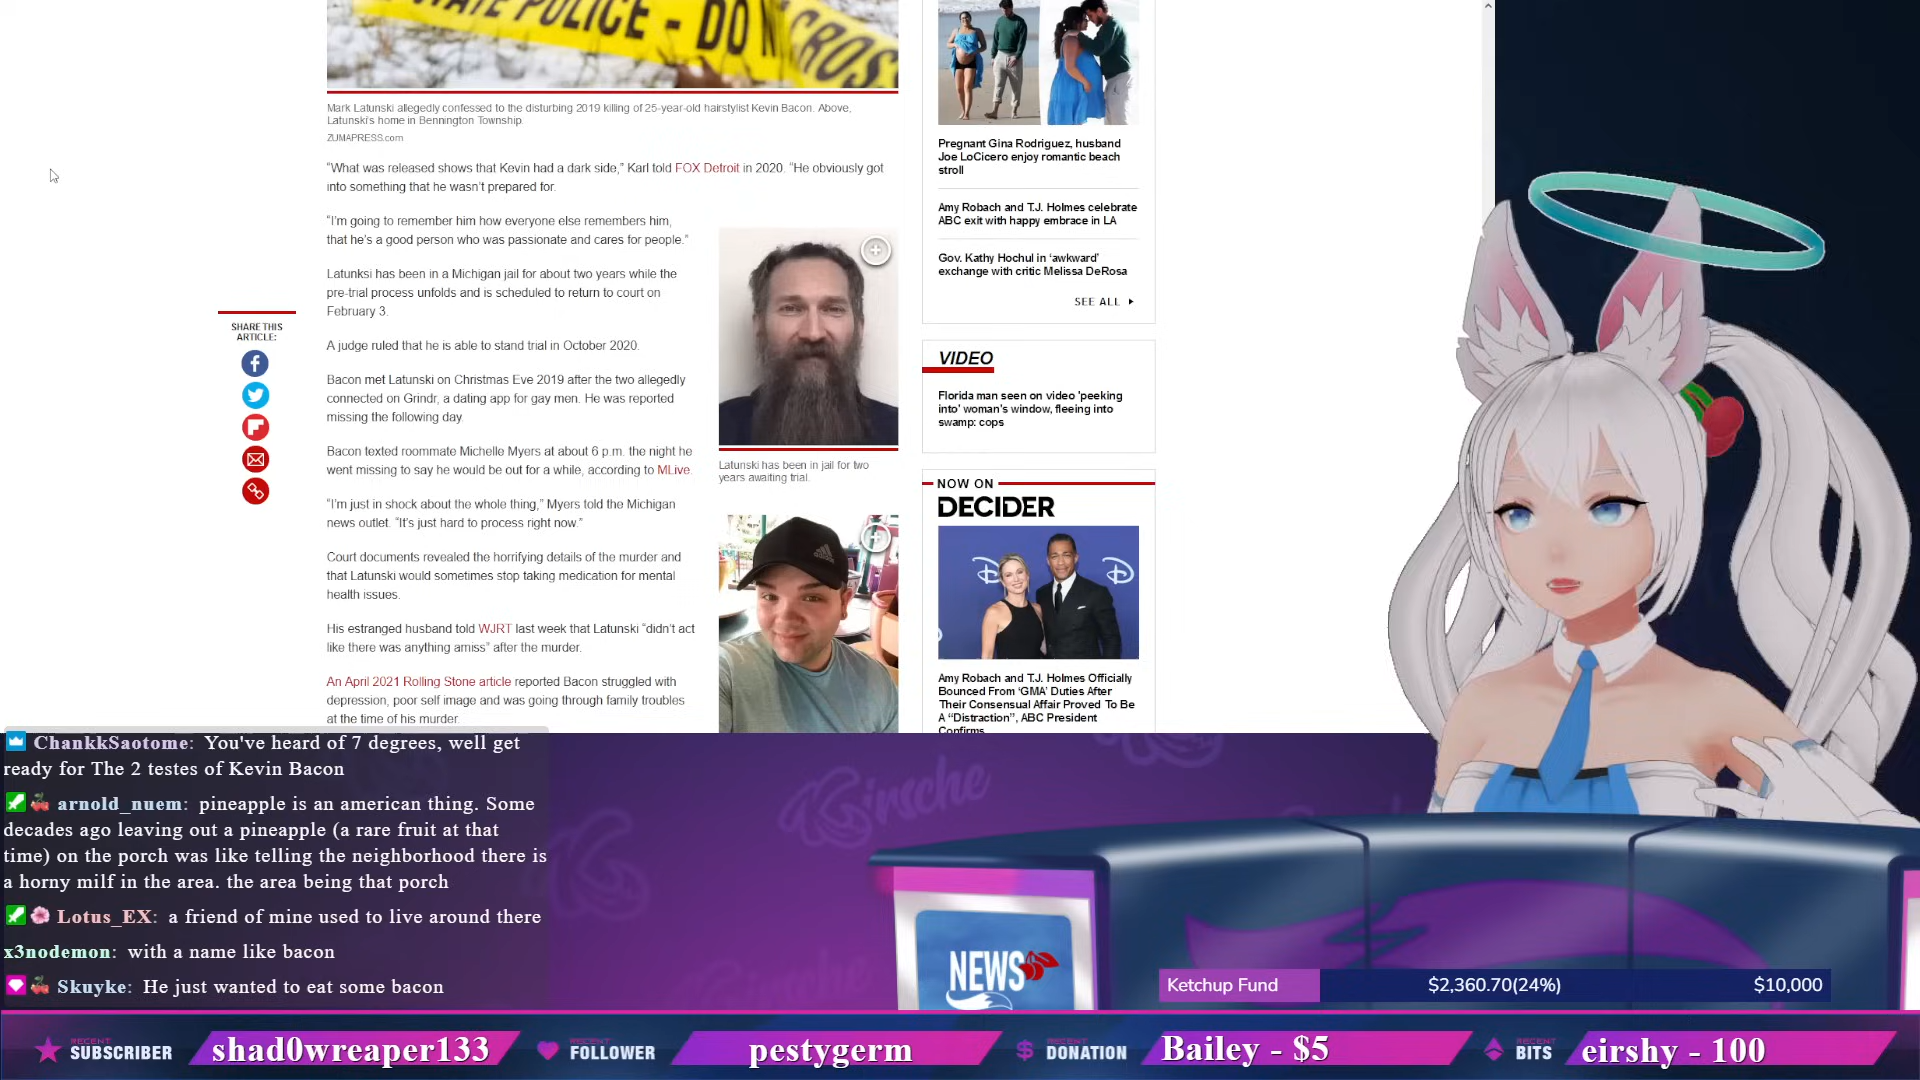 STATE POLICE - DO N CROS
Mark Latunski allegedly confessed to the disturbing 2019 killing of 25-year-old hairstylist Kevin Bacon. Above,
Latunski's home in Bennington Township.
ZUMAPRESS.com
“What was released shows that Kevin had a dark side,” Karl told FOX Detroit in 2020. “He obviously got
into something that he wasn't prepared for.
“I'm going to remember him how everyone else remembers him,
that he's a good person who was passionate and cares for people.”
Latunksi has been in a Michigan jail for about two years while the
pre-trial process unfolds and is scheduled to return to court on
February 3.
A judge ruled that he is able to stand trial in October 2020.
Bacon met Latunski on Christmas Eve 2019 after the two allegedly
connected on Grindr, a dating app for gay men. He was reported
missing the following day.
Bacon texted roommate Michelle Myers at about 6 p.m. the night he
went missing to say he would be out for a while, according to MLive.
“I'm just in shock about the whole thing,” Myers told the Michigan
news outlet. “It's just hard to process right now.”
Court documents revealed the horrifying details of the murder and
that Latunski would sometimes stop taking medication for mental
health issues.
His estranged husband told WJRT last week that Latunski “didn't act
like there was anything amiss” after the murder.
An April 2021 Rolling Stone article reported Bacon struggled with
depression, poor self image and was going through family troubles
at the time of his murder.
SHARE THIS
ARTICLE:
Latunski has been in jail for two
years awaiting trial.
Pregnant Gina Rodriguez, husband
Joe LoCicero enjoy romantic beach
stroll
Amy Robach and T.J. Holmes celebrate
ABC exit with happy embrace in LA
Gov. Kathy Hochul in ‘awkward’
exchange with critic Melissa DeRosa
SEE ALL
VIDEO
Florida man seen on video 'peeking
into' woman's window, fleeing into
swamp: cops
NOW ON
DECIDER
Amy Robach and T.J. Holmes Officially
Bounced From ‘GMA’ Duties After
Their Consensual Affair Proved To Be
A “Distraction”, ABC President
Confirms
ChankkSaotome: You've heard of 7 degrees, well get
ready for The 2 testes of Kevin Bacon
arnold_nuem: pineapple is an american thing. Some
decades ago leaving out a pineapple (a rare fruit at that
time) on the porch was like telling the neighborhood there is
a horny milf in the area. the area being that porch
Lotus_EX: a friend of mine used to live around there
x3nodemon: with a name like bacon
Skuyke: He just wanted to eat some bacon
Ginsche
NEWS
Ketchup Fund $2,360.70(24%) $10,000
RECENT SUBSCRIBER shad0wreaper133
RECENT FOLLOWER pestygerm
RECENT DONATION Bailey - $5
RECENT BITS eirshy - 100